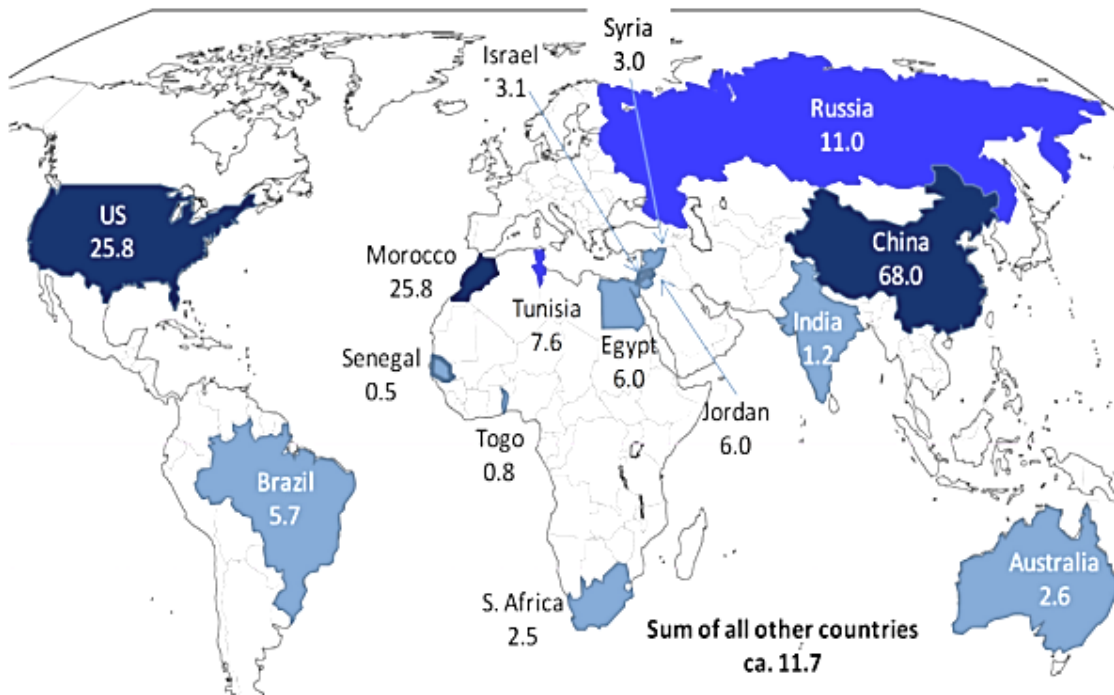 Syria
3.0
Israel
3.1
Russia
11.0
US
25.8
China
68.0
Morocco
25.8
Tunisia
7.6
India
1.2
Egypt
6.0
Senegal
0.5
Jordan
6.0
Togo
0.8
Brazil
5.7
Australia
2.6
S. Africa
2.5
Sum of all other countries
ca. 11.7